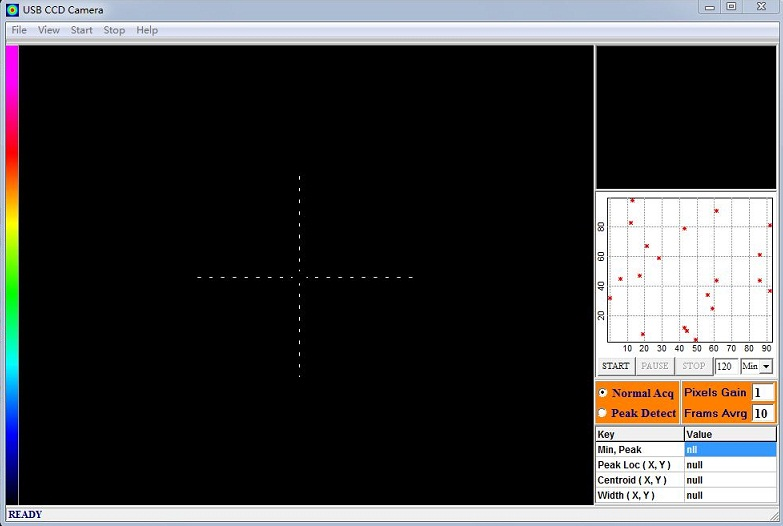 USB CCD Camera
File View Start Stop Help
80
60
40
20
10 20 30 40 50 60 70 80 90
START PAUSE STOP 120 Min
Normal Acq Pixels Gain 1
Peak Detect Frams Avrg 10
Key Value
Min, Peak nll
Peak Loc ( X, Y ) null
Centroid ( X, Y ) null
Width ( X, Y ) null
READY